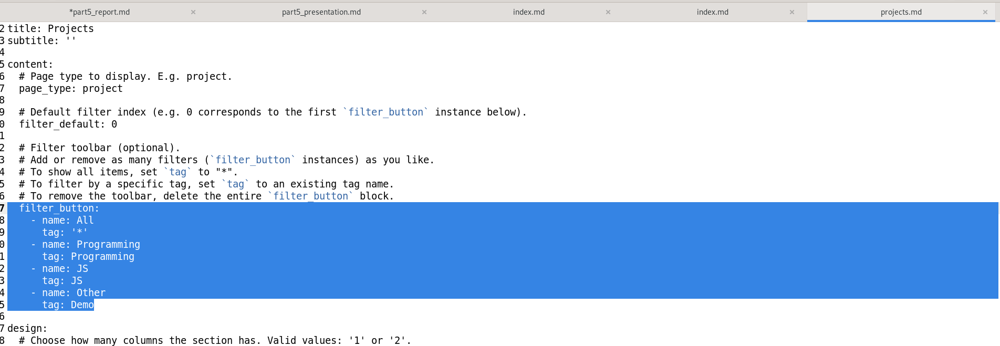 *part5_report.md × part5_presentation.md × index.md × index.md × projects.md ×
2 title: Projects
3 subtitle: ''
4
5 content:
6   # Page type to display. E.g. project.
7   page_type: project
8
9   # Default filter index (e.g. 0 corresponds to the first `filter_button` instance below).
0   filter_default: 0
1
2   # Filter toolbar (optional).
3   # Add or remove as many filters (`filter_button` instances) as you like.
4   # To show all items, set `tag` to "*".
5   # To filter by a specific tag, set `tag` to an existing tag name.
6   # To remove the toolbar, delete the entire `filter_button` block.
7   filter_button:
8     - name: All
9       tag: '*'
0     - name: Programming
1       tag: Programming
2     - name: JS
3       tag: JS
4     - name: Other
5       tag: Demo
6
7 design:
8   # Choose how many columns the section has. Valid values: '1' or '2'.